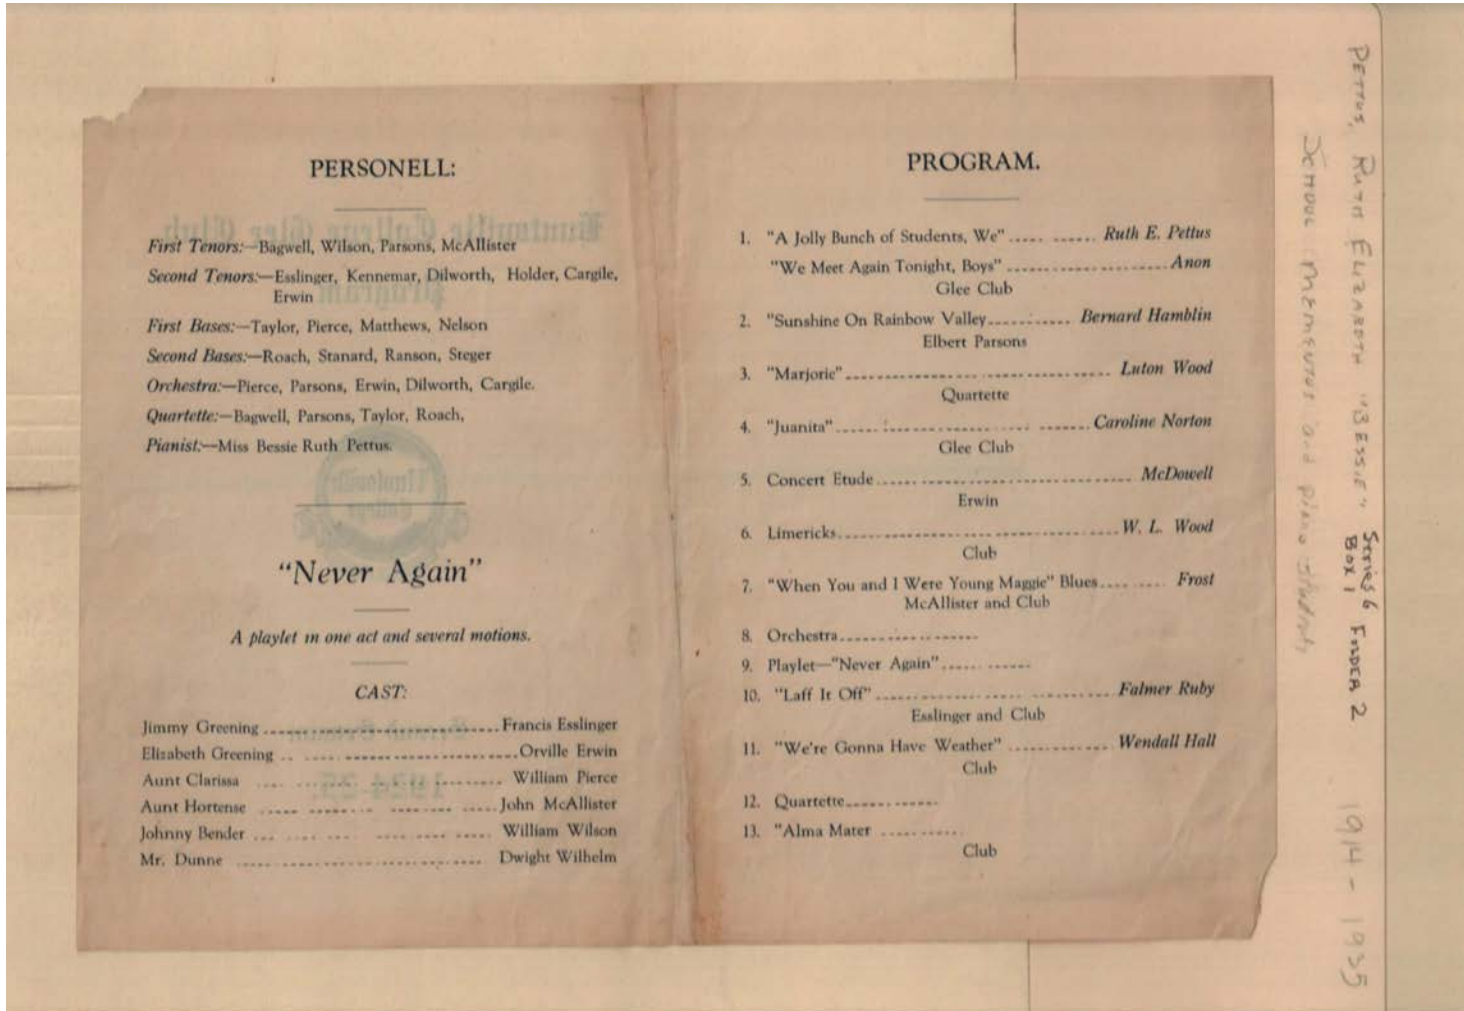 PERSONELL:
First Tenors:—Bagwell, Wilson, Parsons, McAllister
Second Tenors:—Esslinger, Kennemar, Dilworth, Holder, Cargile,
Erwin
First Bases:—Taylor, Pierce, Matthews, Nelson
Second Bases:—Roach, Stanard, Ranson, Steger
Orchestra:—Pierce, Parsons, Erwin, Dilworth, Cargile.
Quartette:—Bagwell, Parsons, Taylor, Roach,
Pianist:—Miss Bessie Ruth Pettus.
"Never Again"
A playlet in one act and several motions.
CAST:
Jimmy Greening ........ Francis Esslinger
Elizabeth Greening ........ Orville Erwin
Aunt Clarissa ........ William Pierce
Aunt Hortense ........ John McAllister
Johnny Bender ........ William Wilson
Mr. Dunne ........ Dwight Wilhelm
PROGRAM.
1. "A Jolly Bunch of Students, We" ........ Ruth E. Pettus
"We Meet Again Tonight, Boys" ........ Anon
Glee Club
2. "Sunshine On Rainbow Valley ........ Bernard Hamblin
Elbert Parsons
3. "Marjorie" ........ Luton Wood
Quartette
4. "Juanita" ........ Caroline Norton
Glee Club
5. Concert Etude ........ McDowell
Erwin
6. Limericks ........ W. L. Wood
Club
7. "When You and I Were Young Maggie" Blues ........ Frost
McAllister and Club
8. Orchestra ........
9. Playlet—"Never Again" ........
10. "Laff It Off" ........ Falmer Ruby
Esslinger and Club
11. "We're Gonna Have Weather" ........ Wendall Hall
Club
12. Quartette ........
13. "Alma Mater ........
Club
PETTUS, RUTH ELIZABETH "BESSIE" Series 6 FOLDER 2 1914 - 1935
Box 1
SCHOOL MEMENTOS and piano students